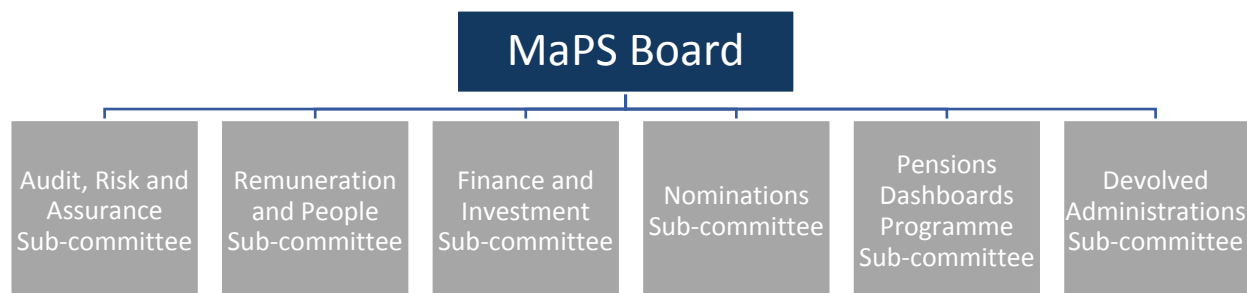 MaPS Board
Audit, Risk and
Assurance
Sub-committee
Remuneration
and People
Sub-committee
Finance and
Investment
Sub-committee
Nominations
Sub-committee
Pensions
Dashboards
Programme
Sub-committee
Devolved
Administrations
Sub-committee